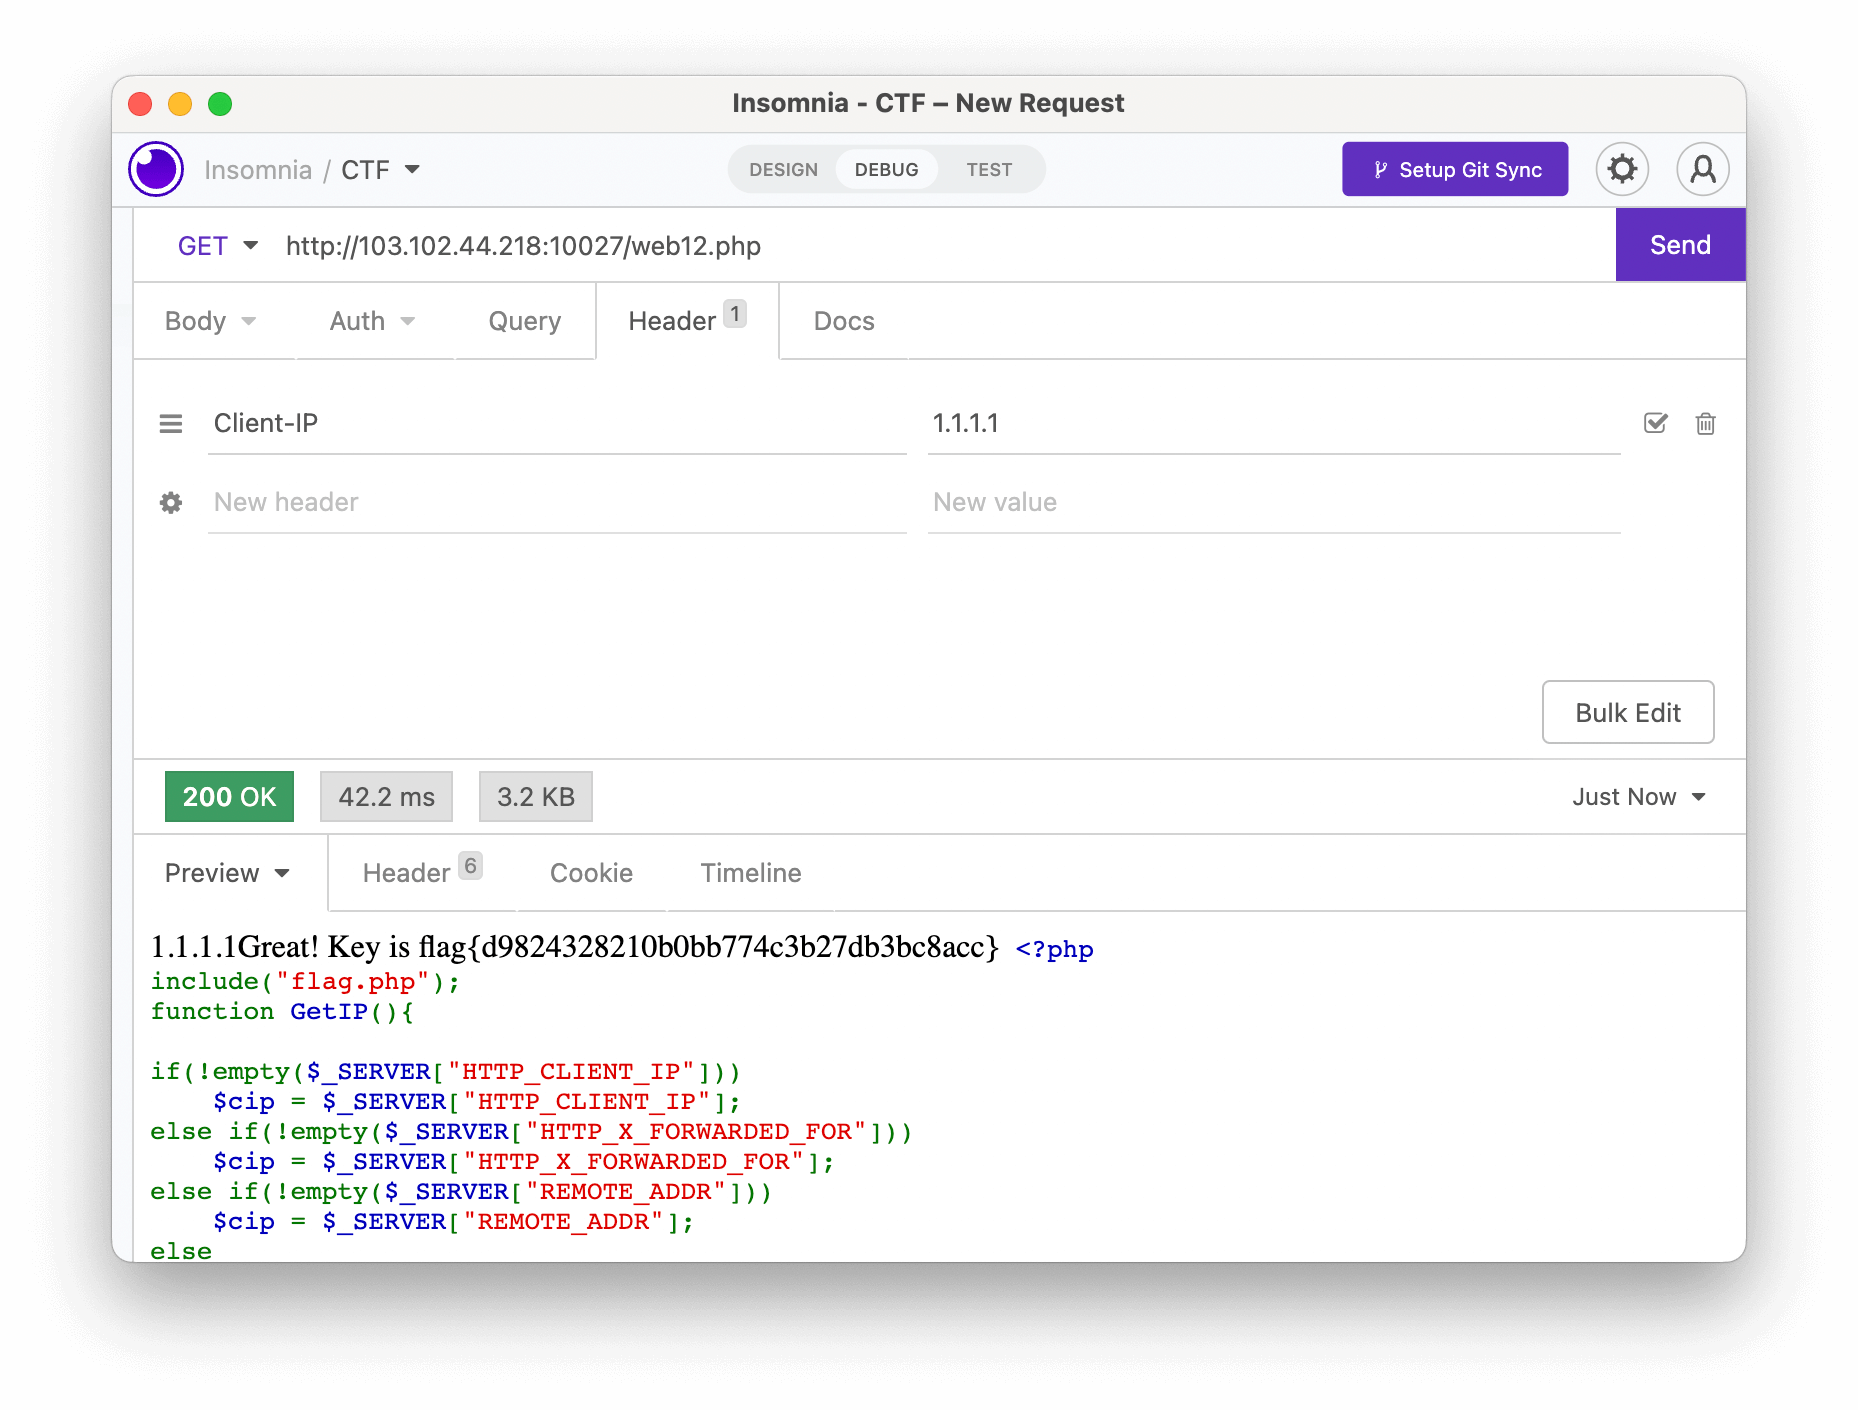 Insomnia - CTF – New Request
Insomnia / CTF
DESIGN DEBUG TEST
Setup Git Sync
GET http://103.102.44.218:10027/web12.php
Send
Body Auth Query Header 1 Docs
Client-IP 1.1.1.1
New header New value
Bulk Edit
200 OK 42.2 ms 3.2 KB Just Now
Preview Header 6 Cookie Timeline
1.1.1.1Great! Key is flag{d9824328210b0bb774c3b27db3bc8acc} <?php
include("flag.php");
function GetIP(){
if(!empty($_SERVER["HTTP_CLIENT_IP"]))
    $cip = $_SERVER["HTTP_CLIENT_IP"];
else if(!empty($_SERVER["HTTP_X_FORWARDED_FOR"]))
    $cip = $_SERVER["HTTP_X_FORWARDED_FOR"];
else if(!empty($_SERVER["REMOTE_ADDR"]))
    $cip = $_SERVER["REMOTE_ADDR"];
else